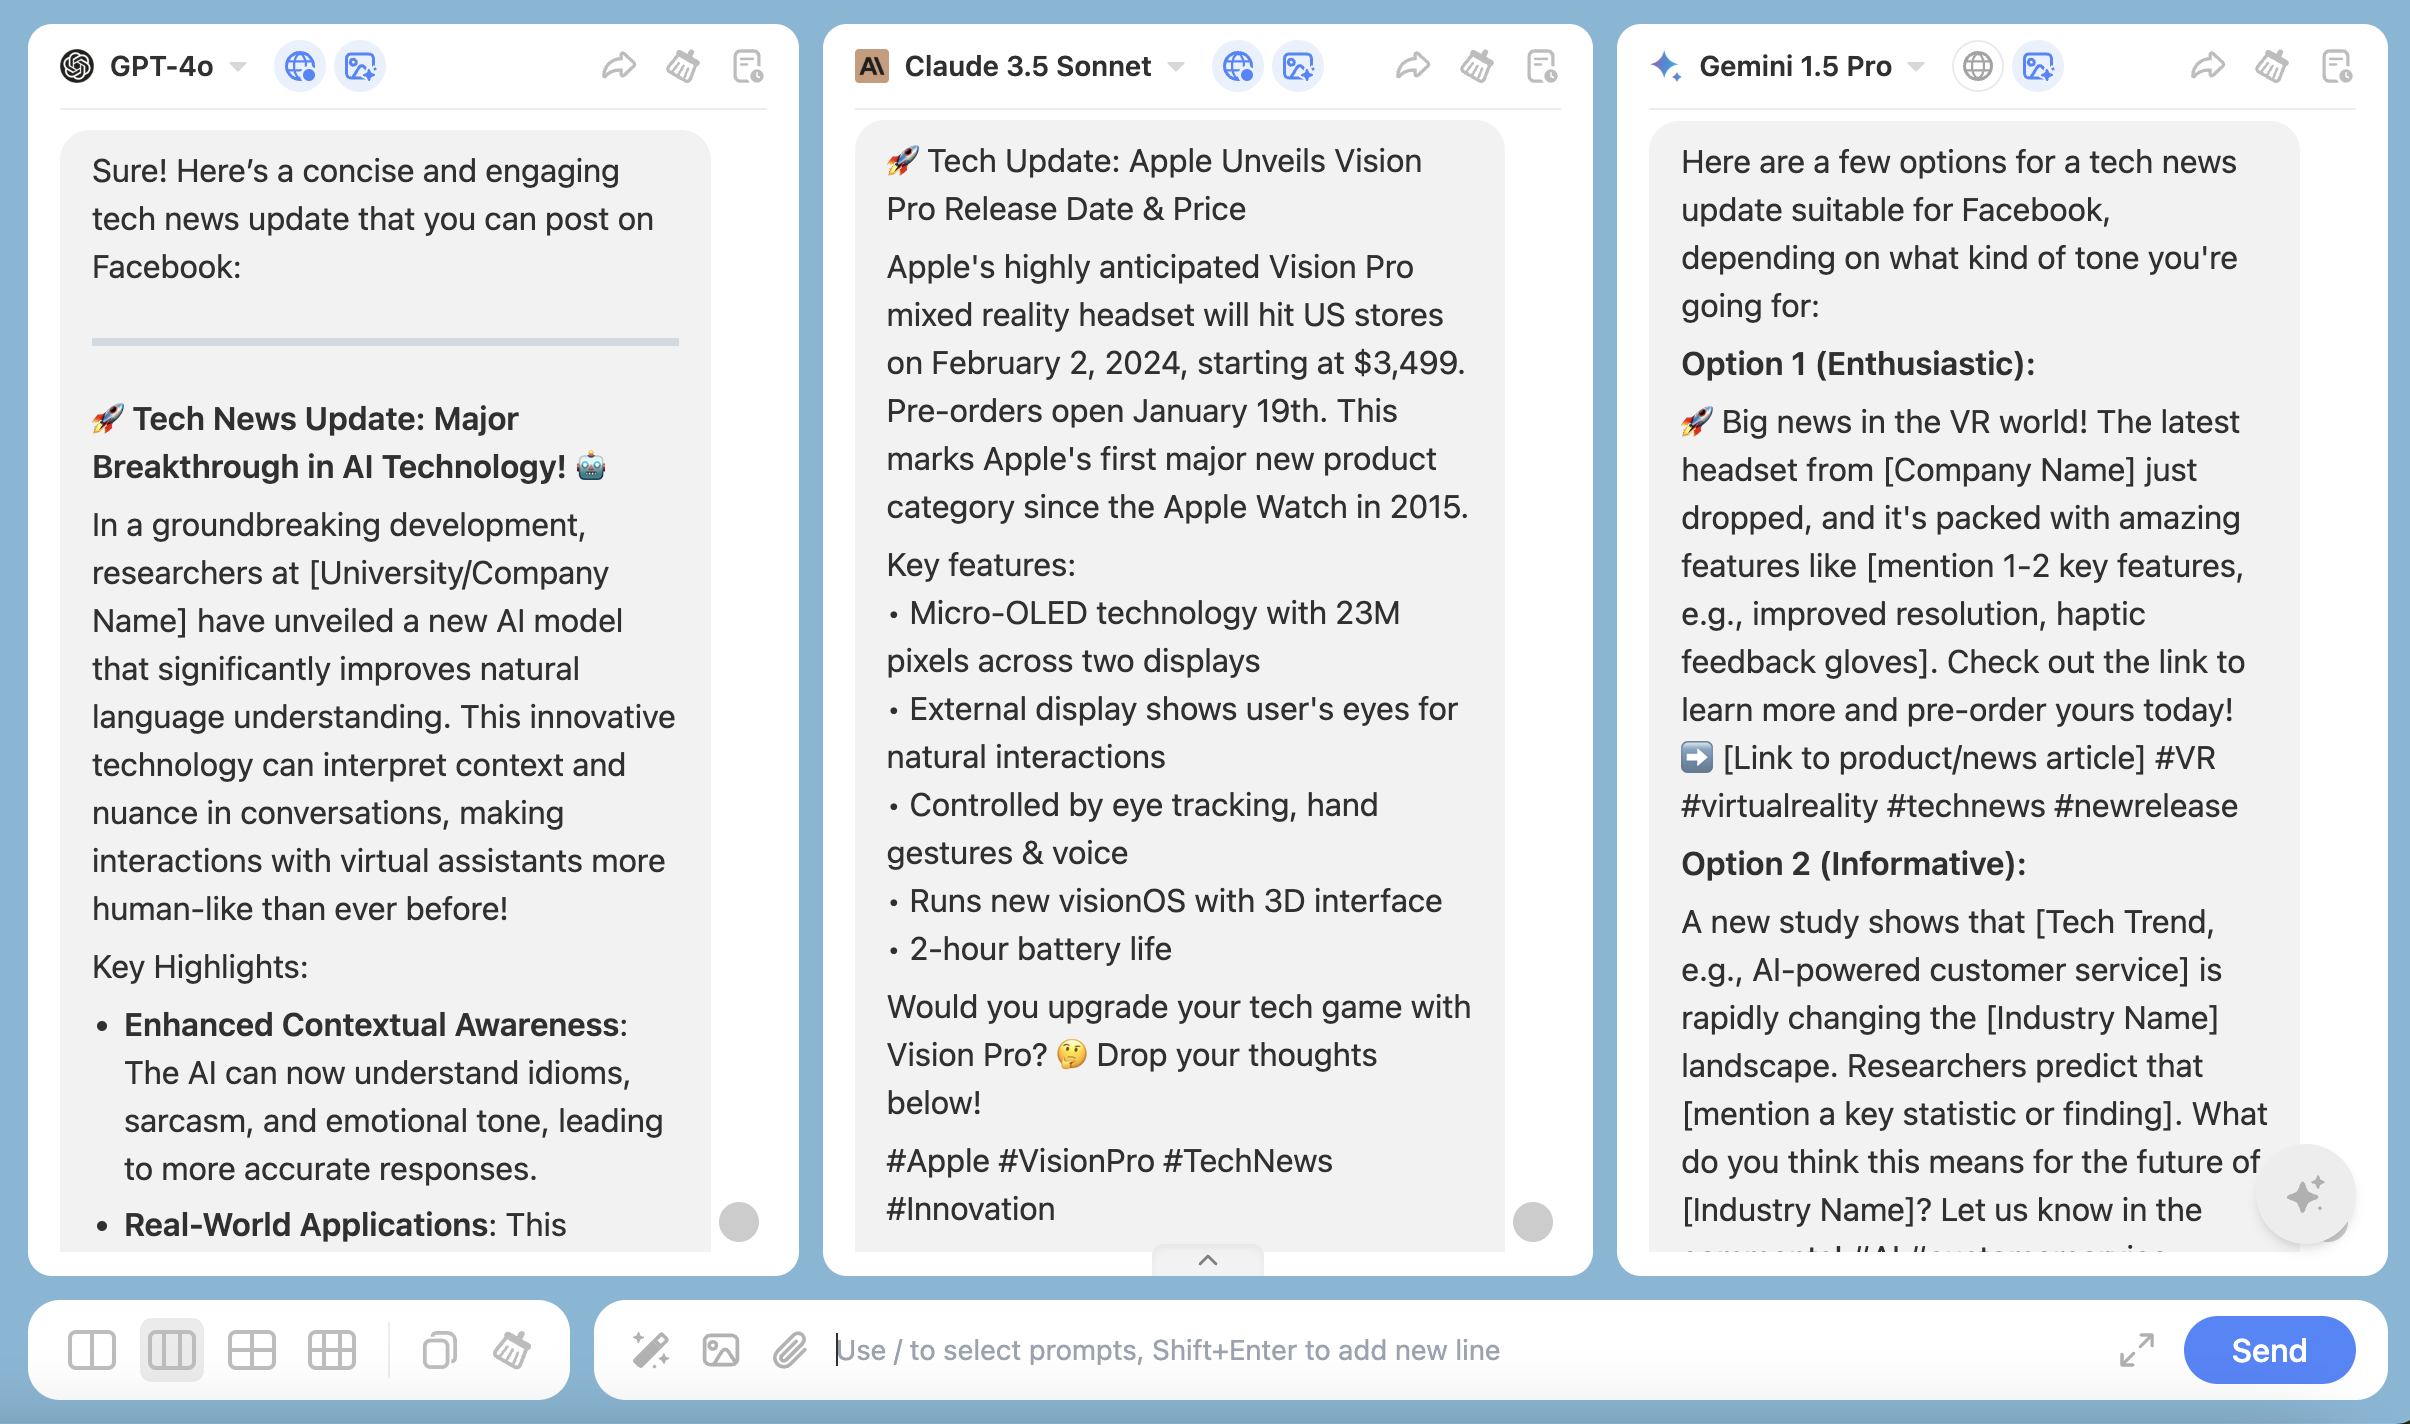 GPT-4o
Sure! Here’s a concise and engaging
tech news update that you can post on
Facebook:
🚀 Tech News Update: Major
Breakthrough in AI Technology! 🤖
In a groundbreaking development,
researchers at [University/Company
Name] have unveiled a new AI model
that significantly improves natural
language understanding. This innovative
technology can interpret context and
nuance in conversations, making
interactions with virtual assistants more
human-like than ever before!
Key Highlights:
• Enhanced Contextual Awareness:
The AI can now understand idioms,
sarcasm, and emotional tone, leading
to more accurate responses.
• Real-World Applications: This
Claude 3.5 Sonnet
🚀 Tech Update: Apple Unveils Vision
Pro Release Date & Price
Apple's highly anticipated Vision Pro
mixed reality headset will hit US stores
on February 2, 2024, starting at $3,499.
Pre-orders open January 19th. This
marks Apple's first major new product
category since the Apple Watch in 2015.
Key features:
• Micro-OLED technology with 23M
pixels across two displays
• External display shows user's eyes for
natural interactions
• Controlled by eye tracking, hand
gestures & voice
• Runs new visionOS with 3D interface
• 2-hour battery life
Would you upgrade your tech game with
Vision Pro? 🤔 Drop your thoughts
below!
#Apple #VisionPro #TechNews
#Innovation
Gemini 1.5 Pro
Here are a few options for a tech news
update suitable for Facebook,
depending on what kind of tone you're
going for:
Option 1 (Enthusiastic):
🚀 Big news in the VR world! The latest
headset from [Company Name] just
dropped, and it's packed with amazing
features like [mention 1-2 key features,
e.g., improved resolution, haptic
feedback gloves]. Check out the link to
learn more and pre-order yours today!
➡️ [Link to product/news article] #VR
#virtualreality #technews #newrelease
Option 2 (Informative):
A new study shows that [Tech Trend,
e.g., AI-powered customer service] is
rapidly changing the [Industry Name]
landscape. Researchers predict that
[mention a key statistic or finding]. What
do you think this means for the future of
[Industry Name]? Let us know in the
Use / to select prompts, Shift+Enter to add new line
Send